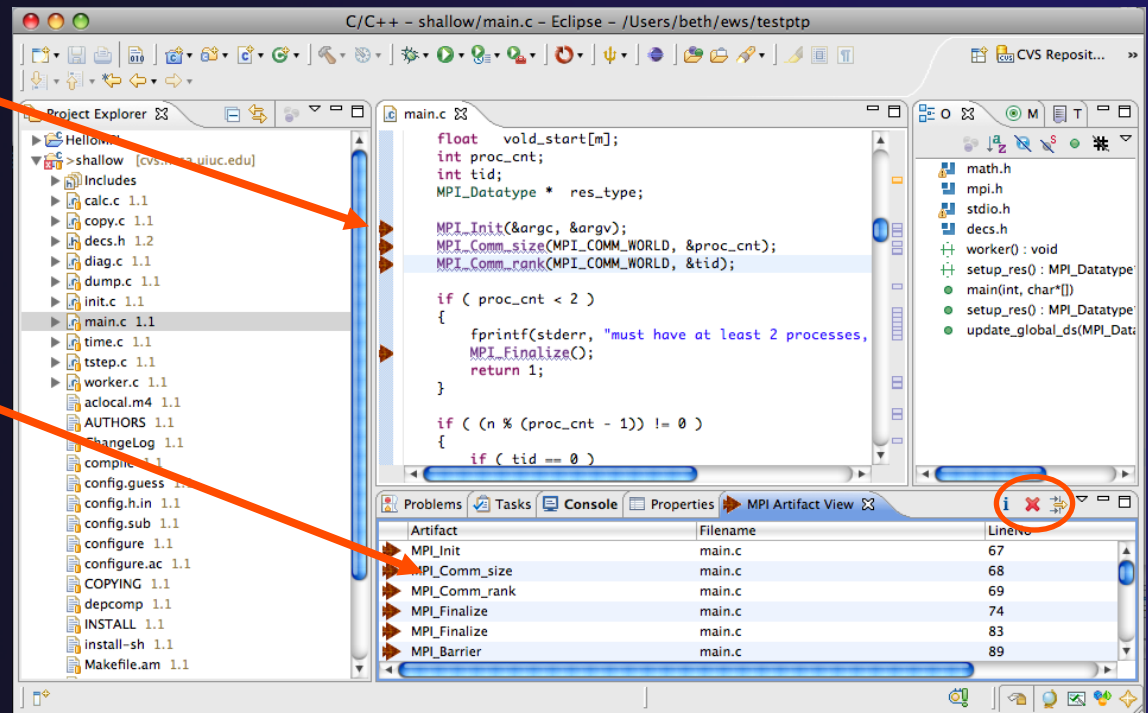 C/C++ – shallow/main.c – Eclipse – /Users/beth/ews/testptp
CVS Reposit... »
Project Explorer
HelloMPI
>shallow [cvs.ncsa.uiuc.edu]
Includes
calc.c 1.1
copy.c 1.1
decs.h 1.2
diag.c 1.1
dump.c 1.1
init.c 1.1
main.c 1.1
time.c 1.1
tstep.c 1.1
worker.c 1.1
aclocal.m4 1.1
AUTHORS 1.1
ChangeLog 1.1
compile 1.1
config.guess 1.1
config.h.in 1.1
config.sub 1.1
configure 1.1
configure.ac 1.1
COPYING 1.1
depcomp 1.1
INSTALL 1.1
install-sh 1.1
Makefile.am 1.1
main.c
float vold_start[m];
int proc_cnt;
int tid;
MPI_Datatype * res_type;
MPI_Init(&argc, &argv);
MPI_Comm_size(MPI_COMM_WORLD, &proc_cnt);
MPI_Comm_rank(MPI_COMM_WORLD, &tid);
if ( proc_cnt < 2 )
{
fprintf(stderr, "must have at least 2 processes,
MPI_Finalize();
return 1;
}
if ( (n % (proc_cnt - 1)) != 0 )
{
if ( tid == 0 )
O M T
math.h
mpi.h
stdio.h
decs.h
worker() : void
setup_res() : MPI_Datatype
main(int, char*[])
setup_res() : MPI_Datatype
update_global_ds(MPI_Data
Problems Tasks Console Properties MPI Artifact View
Artifact Filename LineNo
MPI_Init main.c 67
MPI_Comm_size main.c 68
MPI_Comm_rank main.c 69
MPI_Finalize main.c 74
MPI_Finalize main.c 83
MPI_Barrier main.c 89